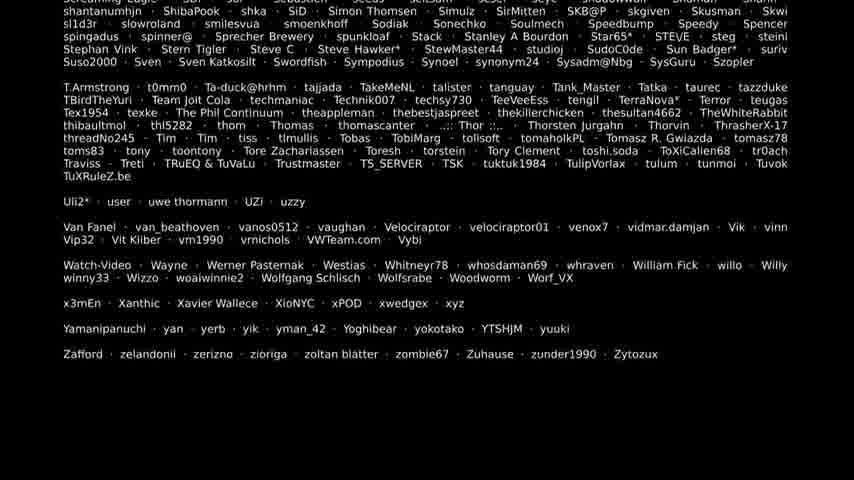 shantanumhjn · ShibaPook · shka · SiD · Simon Thomsen · Simulz · SirMitten · SKB@P · skgiven · Skusman · Skwi
sl1d3r · slowroland · smilesvua · smoenkhoff · Sodiak · Sonechko · Soulmech · Speedbump · Speedy · Spencer
spingadus · spinner@ · Sprecher Brewery · spunkloaf · Stack · Stanley A Bourdon · Star65* · STE\/E · steg · steini
Stephan Vink · Stern Tigler · Steve C · Steve Hawker* · StewMaster44 · studioj · SudoC0de · Sun Badger* · suriv
Suso2000 · Sven · Sven Katkosilt · Swordfish · Sympodius · Synoel · synonym24 · Sysadm@Nbg · SysGuru · Szopler
T.Armstrong · t0mm0 · Ta-duck@hrhm · tajjada · TakeMeNL · talister · tanguay · Tank_Master · Tatka · taurec · tazzduke
TBirdTheYuri · Team Jolt Cola · techmaniac · Technik007 · techsy730 · TeeVeeEss · tengil · TerraNova* · Terror · teugas
Tex1954 · texke · The Phil Continuum · theappleman · thebestjaspreet · thekillerchicken · thesultan4662 · TheWhiteRabbit
thibaultmol · thl5282 · thom · Thomas · thomascanter · ..:: Thor ::.. · Thorsten Jurgahn · Thorvin · ThrasherX-17
threadNo245 · Tim · Tim · tiss · tlmullis · Tobas · TobiMarg · tolisoft · tomaholkPL · Tomasz R. Gwiazda · tomasz78
toms83 · tony · toontony · Tore Zachariassen · Toresh · torstein · Tory Clement · toshi.soda · ToXiCalien68 · tr0ach
Traviss · Treti · TRuEQ & TuVaLu · Trustmaster · TS_SERVER · TSK · tuktuk1984 · TulipVorlax · tulum · tunmoi · Tuvok
TuXRuleZ.be
Uli2* · user · uwe thormann · UZi · uzzy
Van Fanel · van_beathoven · vanos0512 · vaughan · Velociraptor · velociraptor01 · venox7 · vidmar.damjan · Vik · vinn
Vip32 · Vit Kliber · vm1990 · vrnichols · VWTeam.com · Vybi
Watch-Video · Wayne · Werner Pasternak · Westias · Whitneyr78 · whosdaman69 · whraven · William Fick · willo · Willy
winny33 · Wizzo · woaiwinnie2 · Wolfgang Schlisch · Wolfsrabe · Woodworm · Worf_VX
x3mEn · Xanthic · Xavier Wallece · XioNYC · xPOD · xwedgex · xyz
Yamanipanuchi · yan · yerb · yik · yman_42 · Yoghibear · yokotako · YTSHJM · yuuki
Zafford · zelandonii · zerizno · zioriga · zoltan blatter · zombie67 · Zuhause · zunder1990 · Zytozux